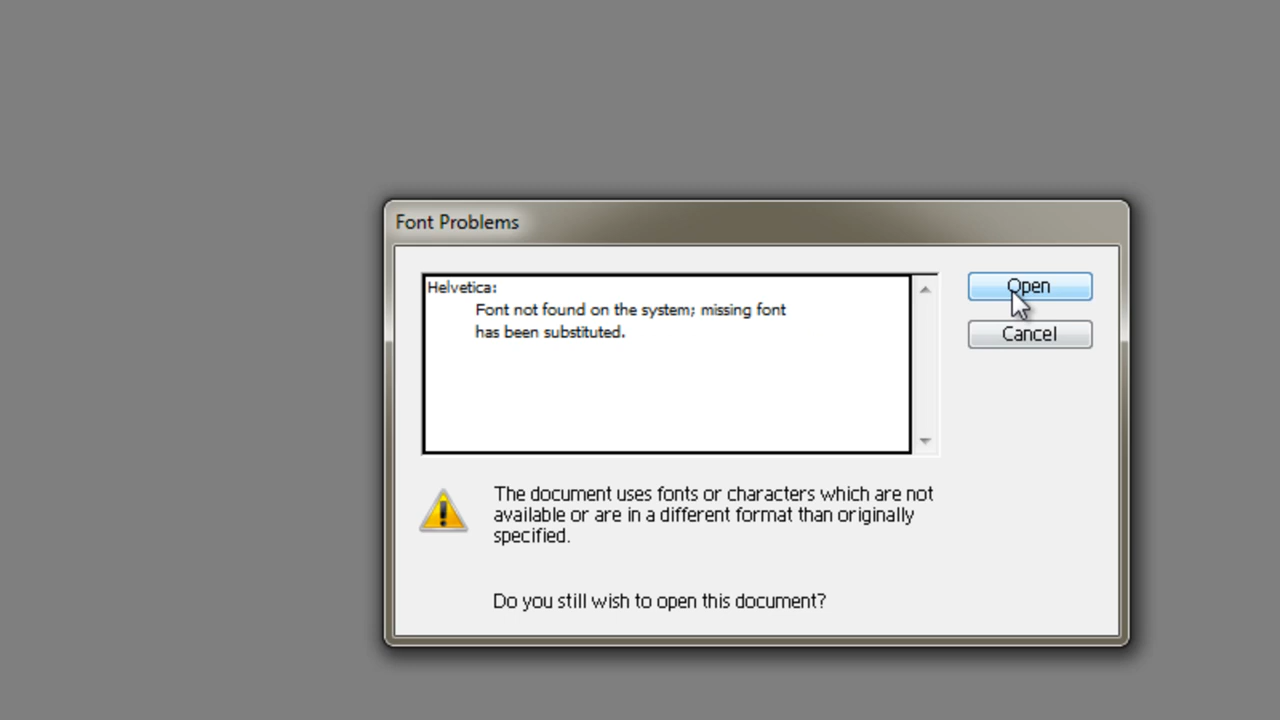 Font Problems
Helvetica:
Font not found on the system; missing font
has been substituted.
Open
Cancel
The document uses fonts or characters which are not
available or are in a different format than originally
specified.
Do you still wish to open this document?